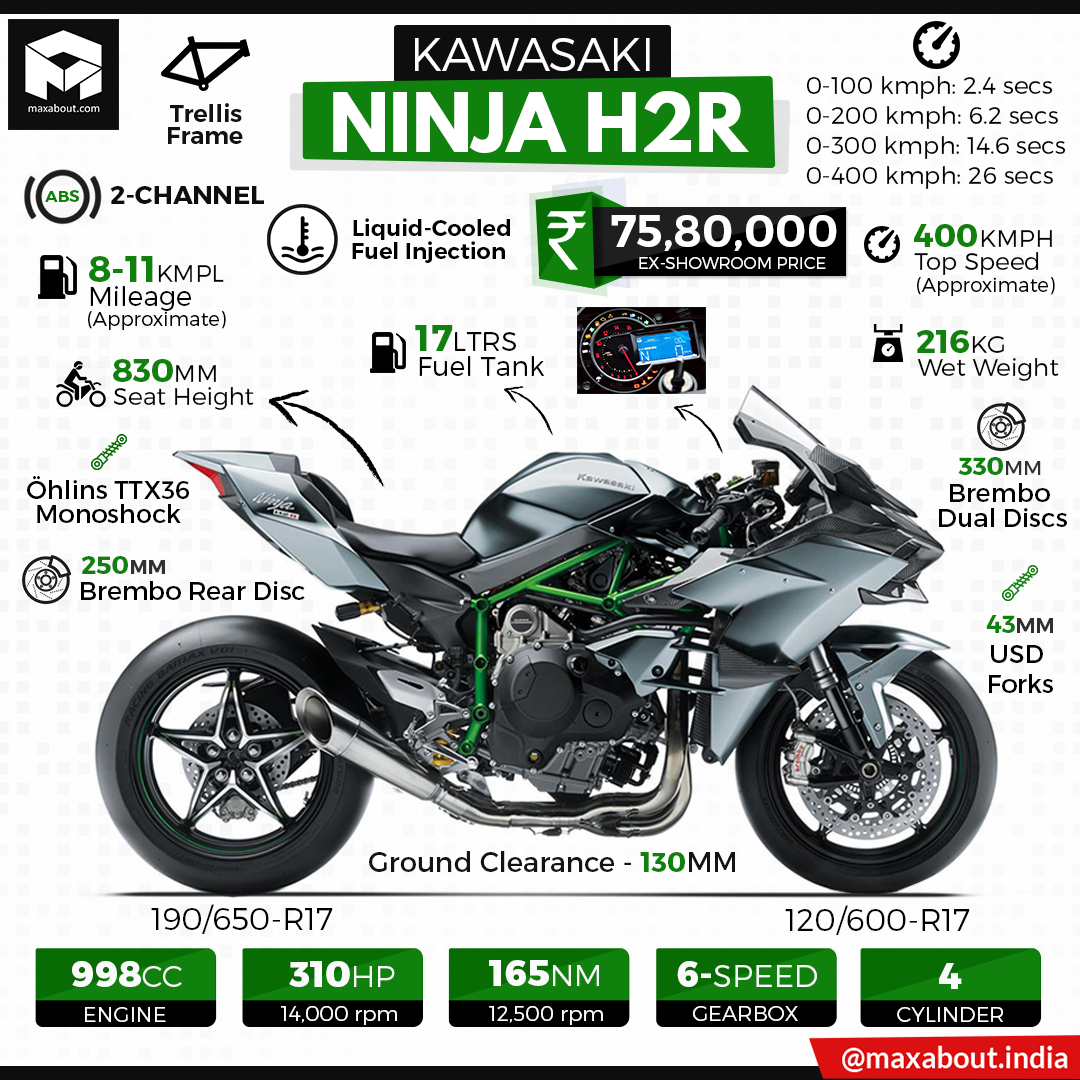 maxabout.com
Trellis
Frame
KAWASAKI
NINJA H2R
0-100 kmph: 2.4 secs
0-200 kmph: 6.2 secs
0-300 kmph: 14.6 secs
0-400 kmph: 26 secs
ABS 2-CHANNEL
Liquid-Cooled
Fuel Injection
₹ 75,80,000
EX-SHOWROOM PRICE
400KMPH
Top Speed
(Approximate)
8-11KMPL
Mileage
(Approximate)
17LTRS
Fuel Tank
216KG
Wet Weight
830MM
Seat Height
Öhlins TTX36
Monoshock
330MM
Brembo
Dual Discs
250MM
Brembo Rear Disc
43MM
USD
Forks
Kawasaki
Ninja
Ground Clearance - 130MM
190/650-R17
120/600-R17
998CC
ENGINE
310HP
14,000 rpm
165NM
12,500 rpm
6-SPEED
GEARBOX
4
CYLINDER
@maxabout.india